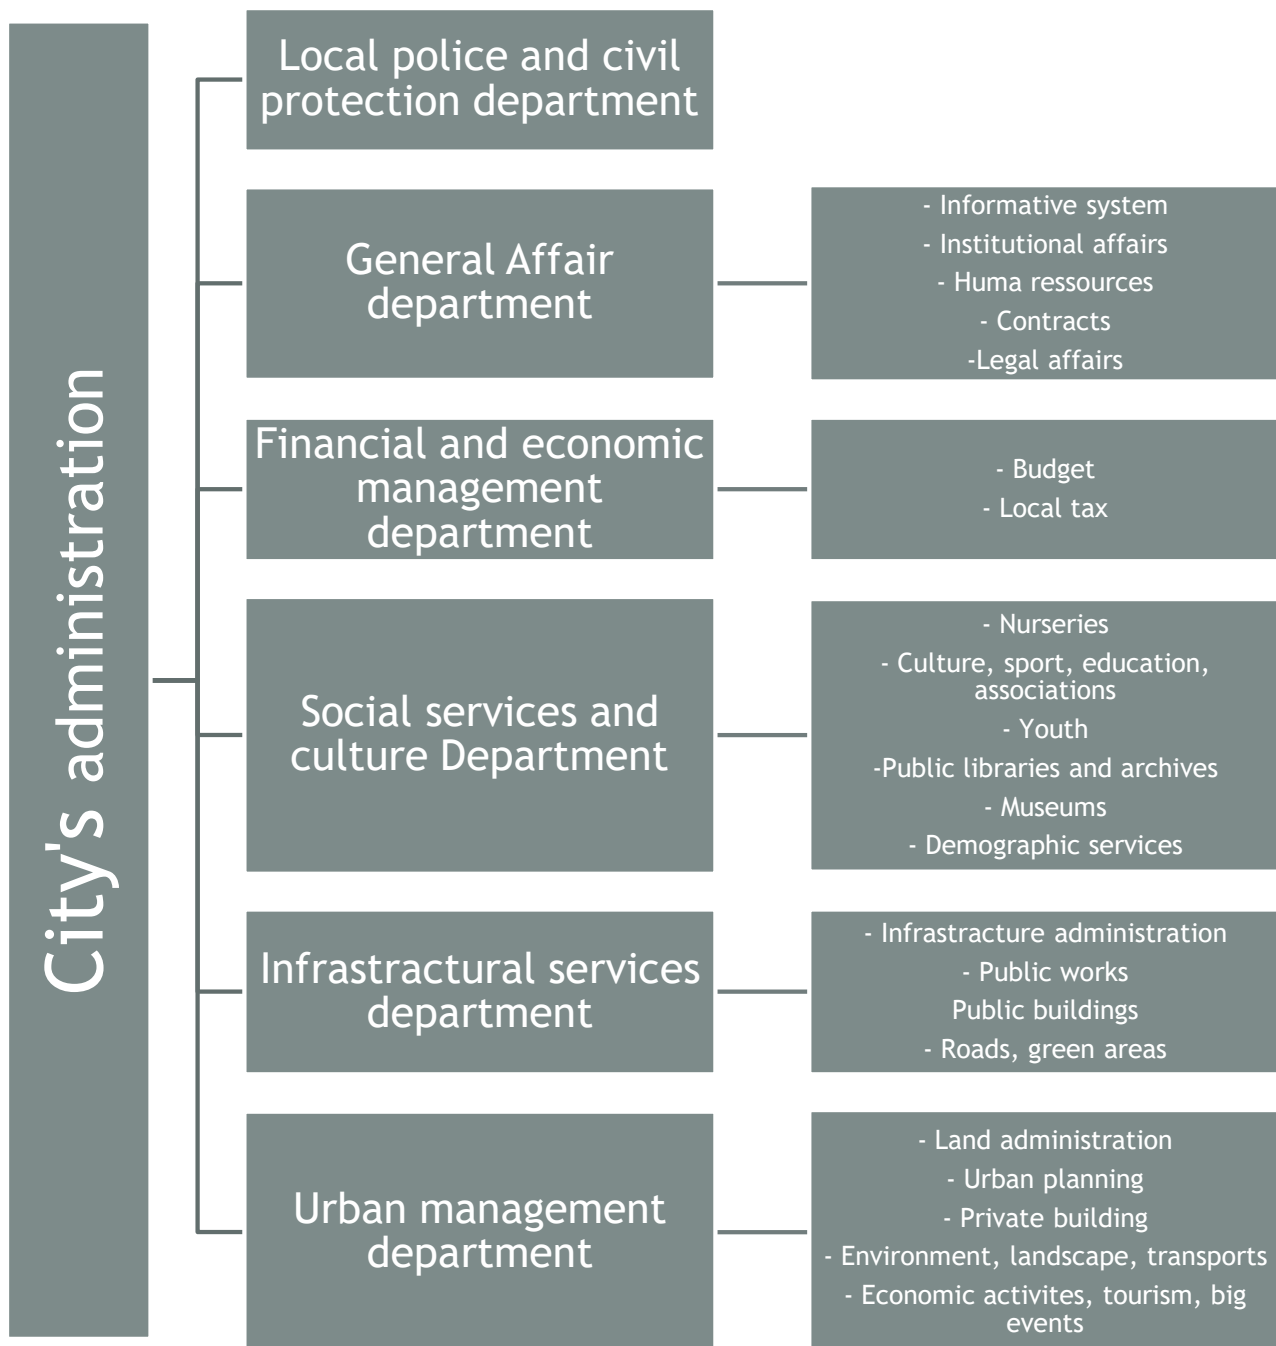 City's administration
Local police and civil
protection department
General Affair
department
- Informative system
- Institutional affairs
- Huma ressources
- Contracts
-Legal affairs
Financial and economic
management
department
- Budget
- Local tax
Social services and
culture Department
- Nurseries
- Culture, sport, education,
associations
- Youth
-Public libraries and archives
- Museums
- Demographic services
Infrastractural services
department
- Infrastracture administration
- Public works
Public buildings
- Roads, green areas
Urban management
department
- Land administration
- Urban planning
- Private building
- Environment, landscape, transports
- Economic activites, tourism, big
events